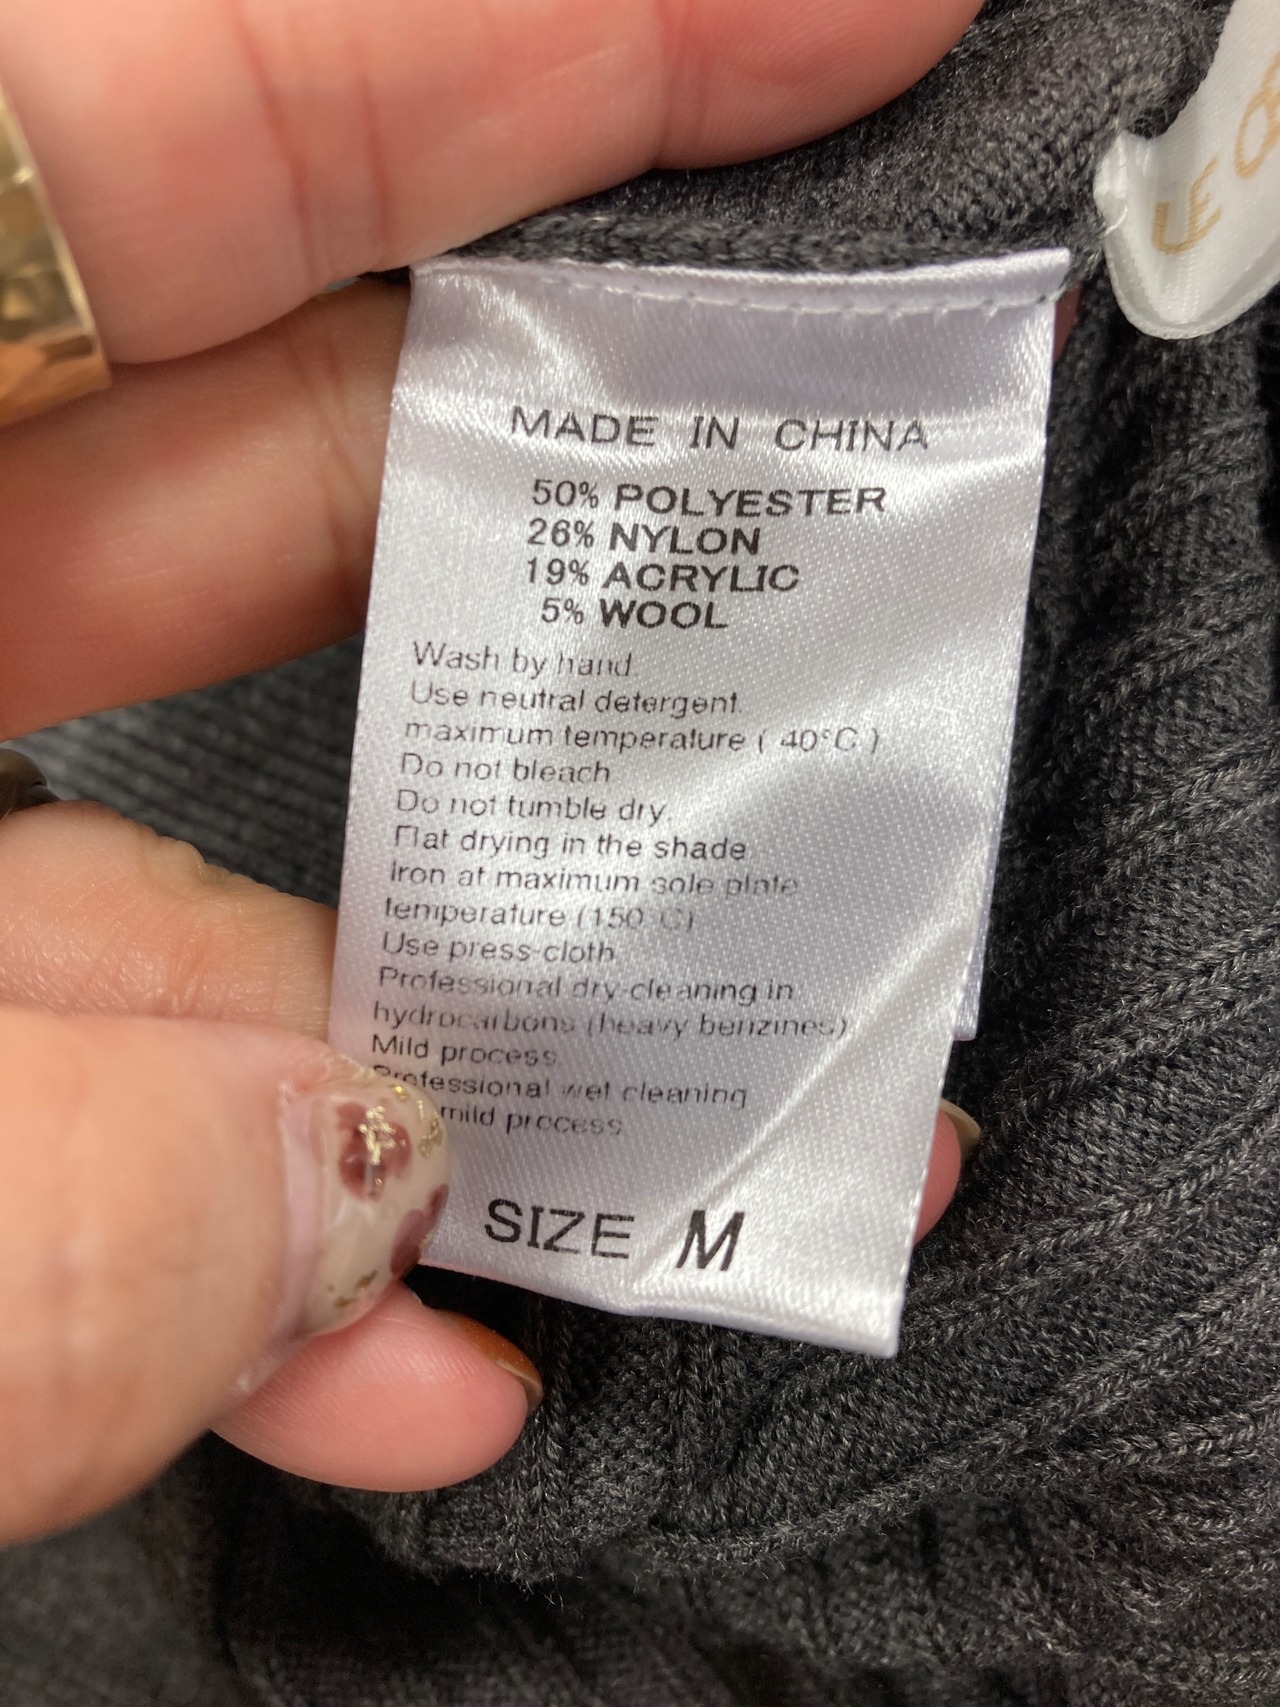 LE
MADE IN CHINA
50% POLYESTER
26% NYLON
19% ACRYLIC
5% WOOL
Wash by hand.
Use neutral detergent.
maximum temperature ( 40°C )
Do not bleach.
Do not tumble dry.
Flat drying in the shade
Iron at maximum sole plate
temperature (150°C)
Use press-cloth.
Professional dry-cleaning in
hydrocarbons (heavy benzines)
Mild process.
Professional wet cleaning
mild process
SIZE M